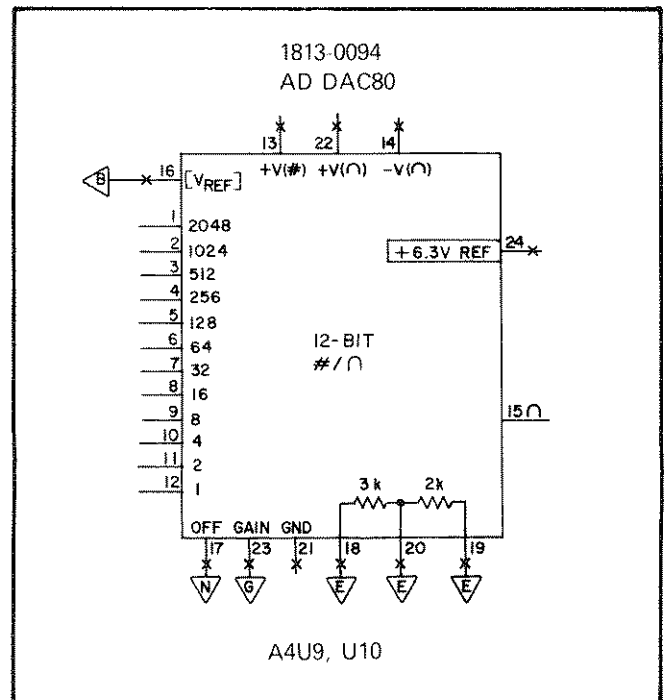 1813-0094
AD DAC80
13 22 14
+V(#) +V(∩) -V(∩)
B 16 [VREF]
1 2048
2 1024
3 512
4 256
5 128
6 64
7 32
8 16
9 8
10 4
11 2
12 1
+6.3V REF 24
12-BIT
#/∩
15 ∩
3k 2k
OFF GAIN GND
17 23 21 18 20 19
N G E E E
A4U9, U10